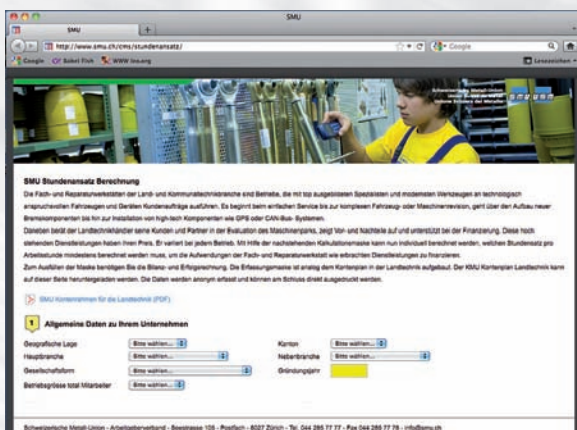 SMU
SMU
http://www.smu.ch/cms/stundenansatz/
Google
Google
Babel Fish
WWW leo.org
Lesezeichen
Schweizerische Metall-Union
SMU Stundenansatz Berechnung
Die Fach- und Reparaturwerkstätten der Land- und Kommunaltechnikbranche sind Betriebe, die mit top ausgebildeten Spezialisten und modernsten Werkzeugen an technologisch
anspruchsvollen Fahrzeugen und Geräten Kundenaufträge ausführen. Es beginnt beim einfachen Service bis zur komplexen Fahrzeug- oder Maschinenrevision, geht über den Aufbau neuer
Bremskomponenten bis hin zur Installation von high-tech Komponenten wie GPS oder CAN-Bus- Systemen.
Daneben berät der Landtechnikhändler seine Kunden und Partner in der Evaluation des Maschinenparks, zeigt Vor- und Nachteile auf und unterstützt bei der Finanzierung. Diese hoch
stehenden Dienstleistungen haben ihren Preis. Er variert bei jedem Betrieb. Mit Hilfe der nachstehenden Kalkulationsmaske kann nun individuell berechnet werden, welchen Stundensatz pro
Arbeitsstunde mindestens berechnet werden muss, um die Aufwendungen der Fach- und Reparaturwerkstatt wie erbrachten Dienstleistungen zu finanzieren.
Zum Ausfüllen der Maske benötigen Sie die Bilanz- und Erfolgsrechnung. Die Erfassungsmaske ist analog dem Kontenplan in der Landtechnik aufgebaut. Der KMU Kontenplan Landtechnik kann
auf dieser Seite heruntergeladen werden. Die Daten werden anonym erfasst und können am Schluss direkt ausgedruckt werden.
SMU Kontenrahmen für die Landtechnik (PDF)
1 Allgemeine Daten zu Ihrem Unternehmen
Geografische Lage Bitte wählen... Kanton Bitte wählen...
Hauptbranche Bitte wählen... Nebenbranche Bitte wählen...
Gesellschaftsform Bitte wählen... Gründungsjahr
Betriebsgrösse total Mitarbeiter Bitte wählen...
Schweizerische Metall-Union - Arbeitgeberverband - Seestrasse 105 - Postfach - 8027 Zürich - Tel. 044 285 77 77 - Fax 044 285 77 78 - info@smu.ch